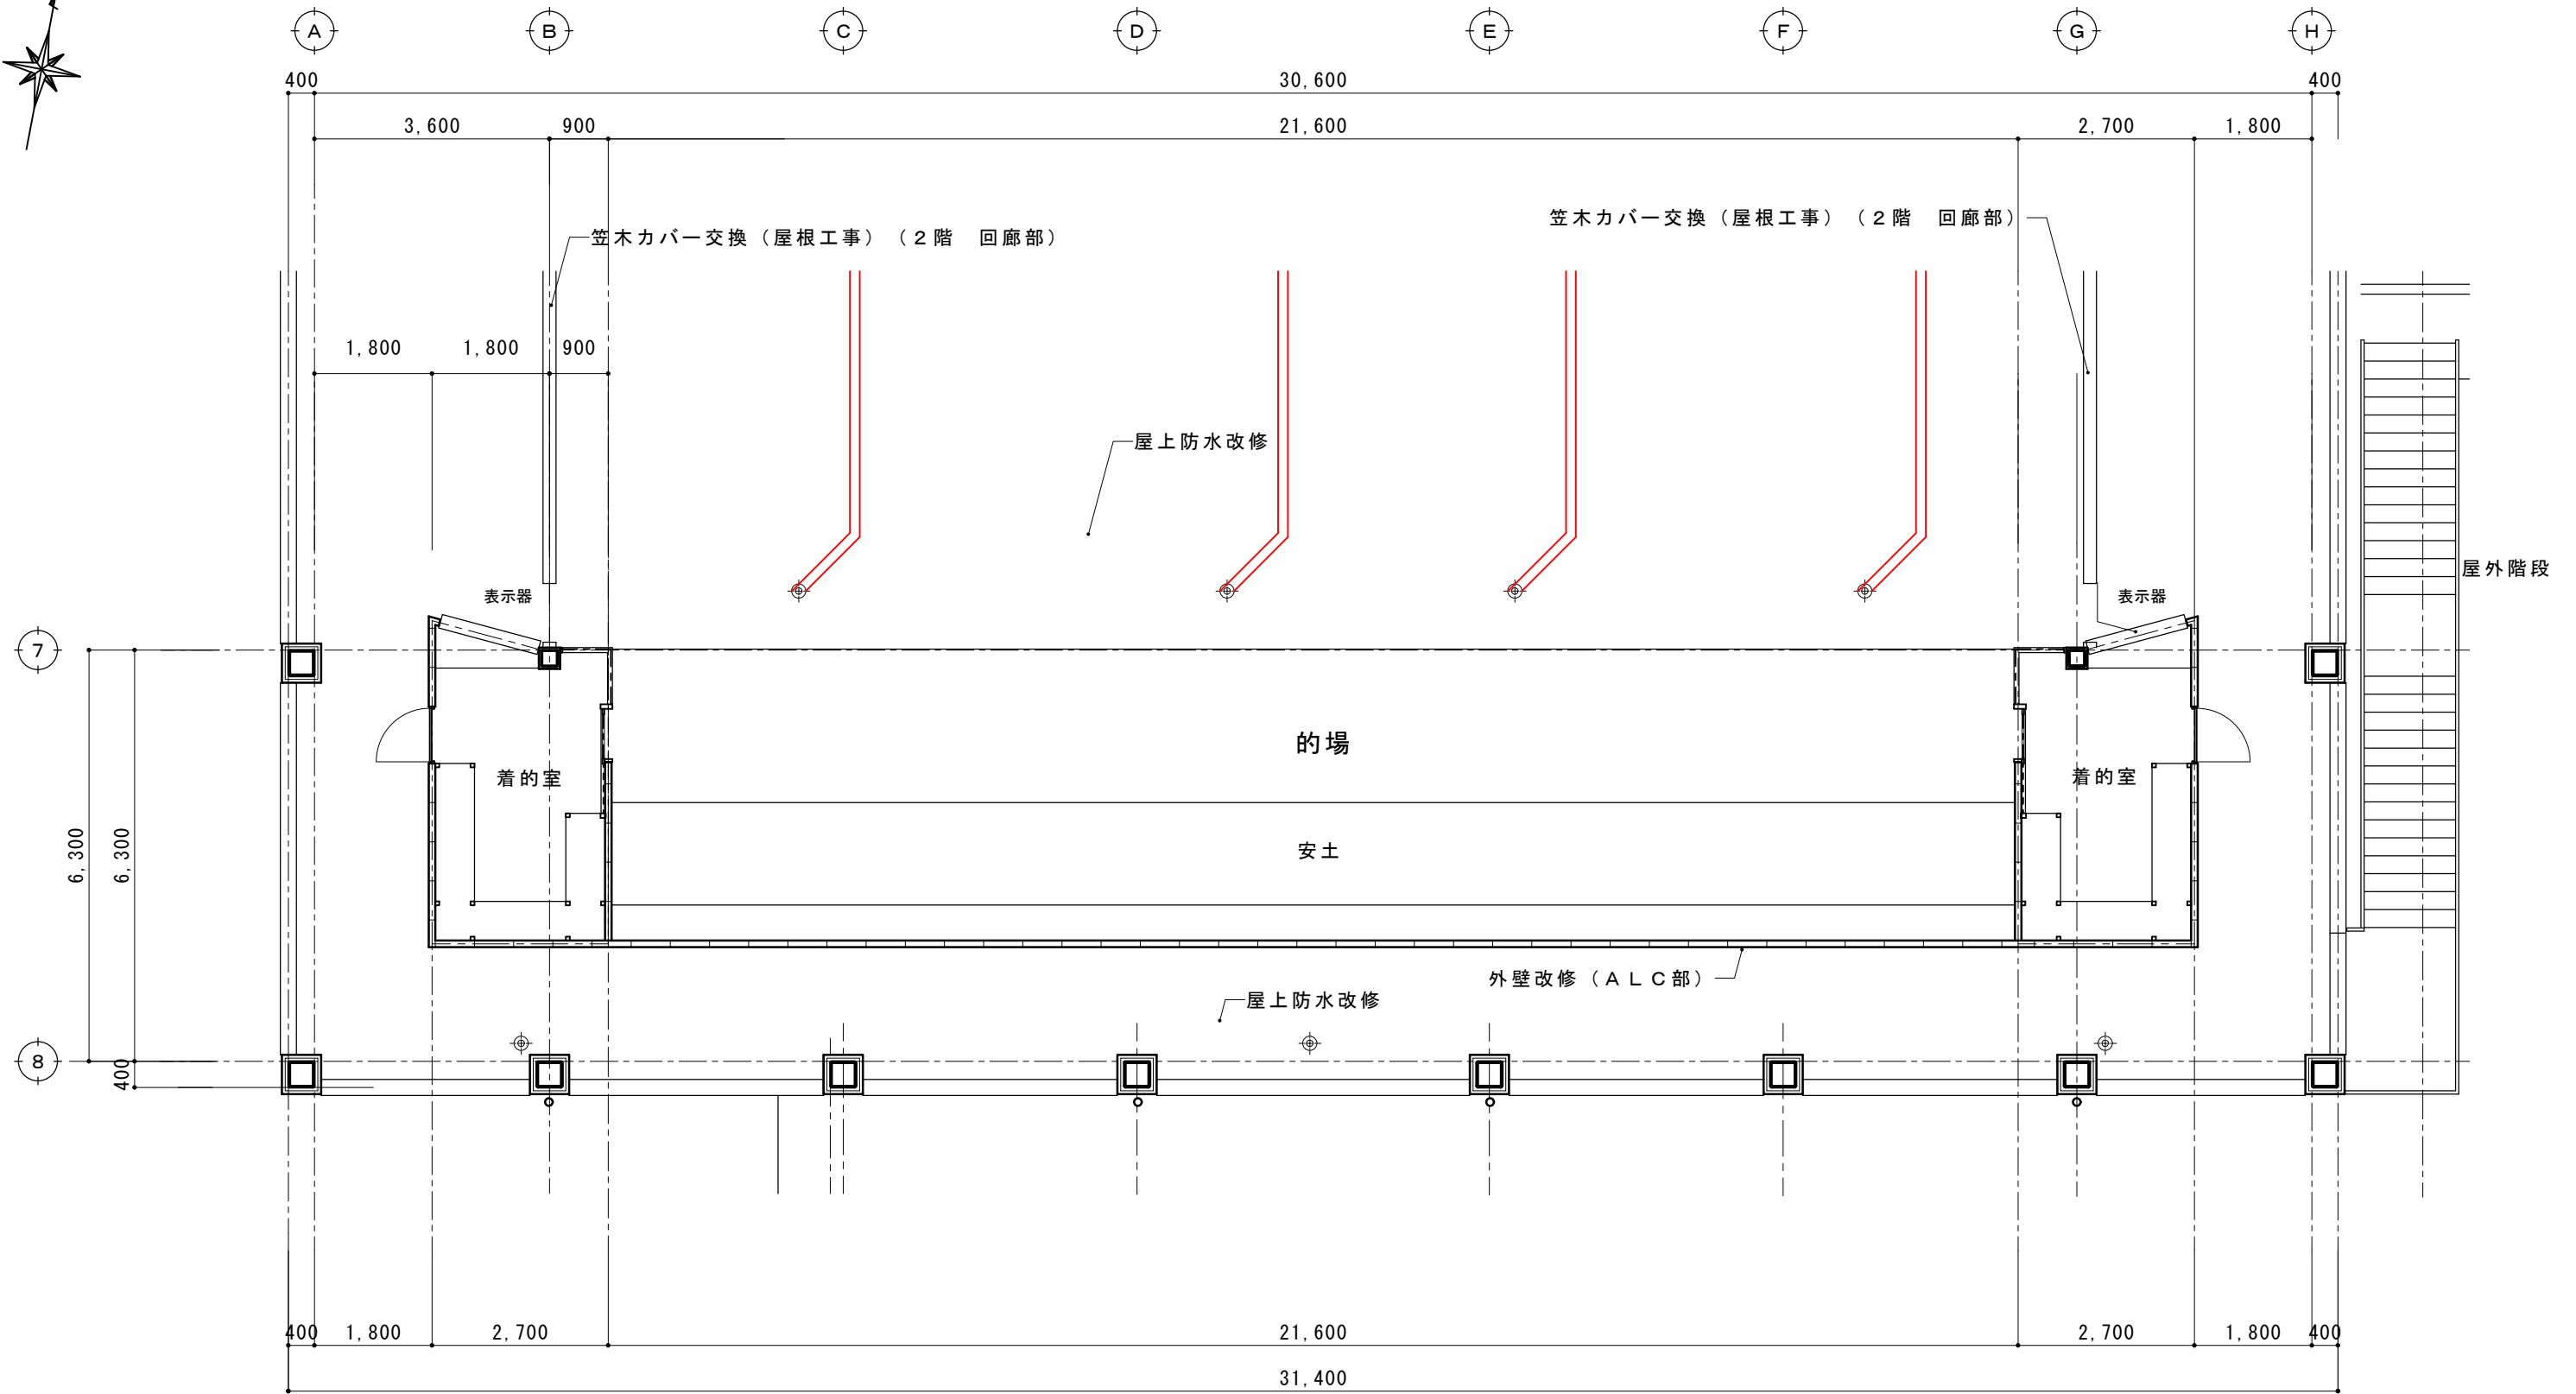 A B C D E F G H
400 30,600 400
3,600 900 21,600 2,700 1,800
笠木カバー交換（屋根工事）（２階　回廊部）
笠木カバー交換（屋根工事）（２階　回廊部）
1,800 1,800 900
屋上防水改修
屋外階段
表示器
表示器
7
的場
着的室
着的室
6,300
6,300
安土
外壁改修（ＡＬＣ部）
屋上防水改修
8
400
400 1,800 2,700 21,600 2,700 1,800 400
31,400